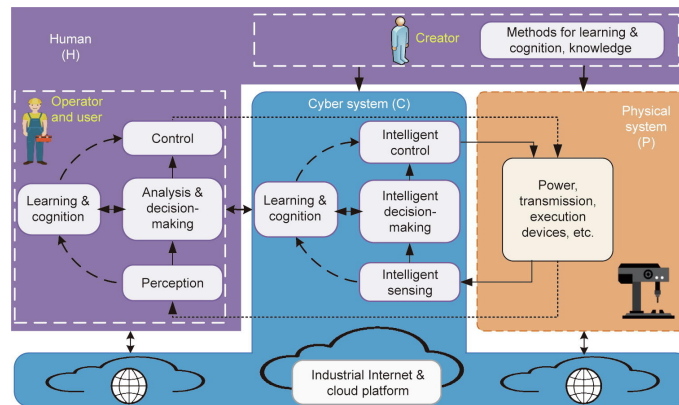 Human
(H)
Creator
Methods for learning &
cognition, knowledge
Operator
and user
Control
Learning &
cognition
Analysis &
decision-
making
Perception
Cyber system (C)
Intelligent
control
Learning &
cognition
Intelligent
decision-
making
Intelligent
sensing
Physical
system
(P)
Power,
transmission,
execution
devices, etc.
Industrial Internet &
cloud platform